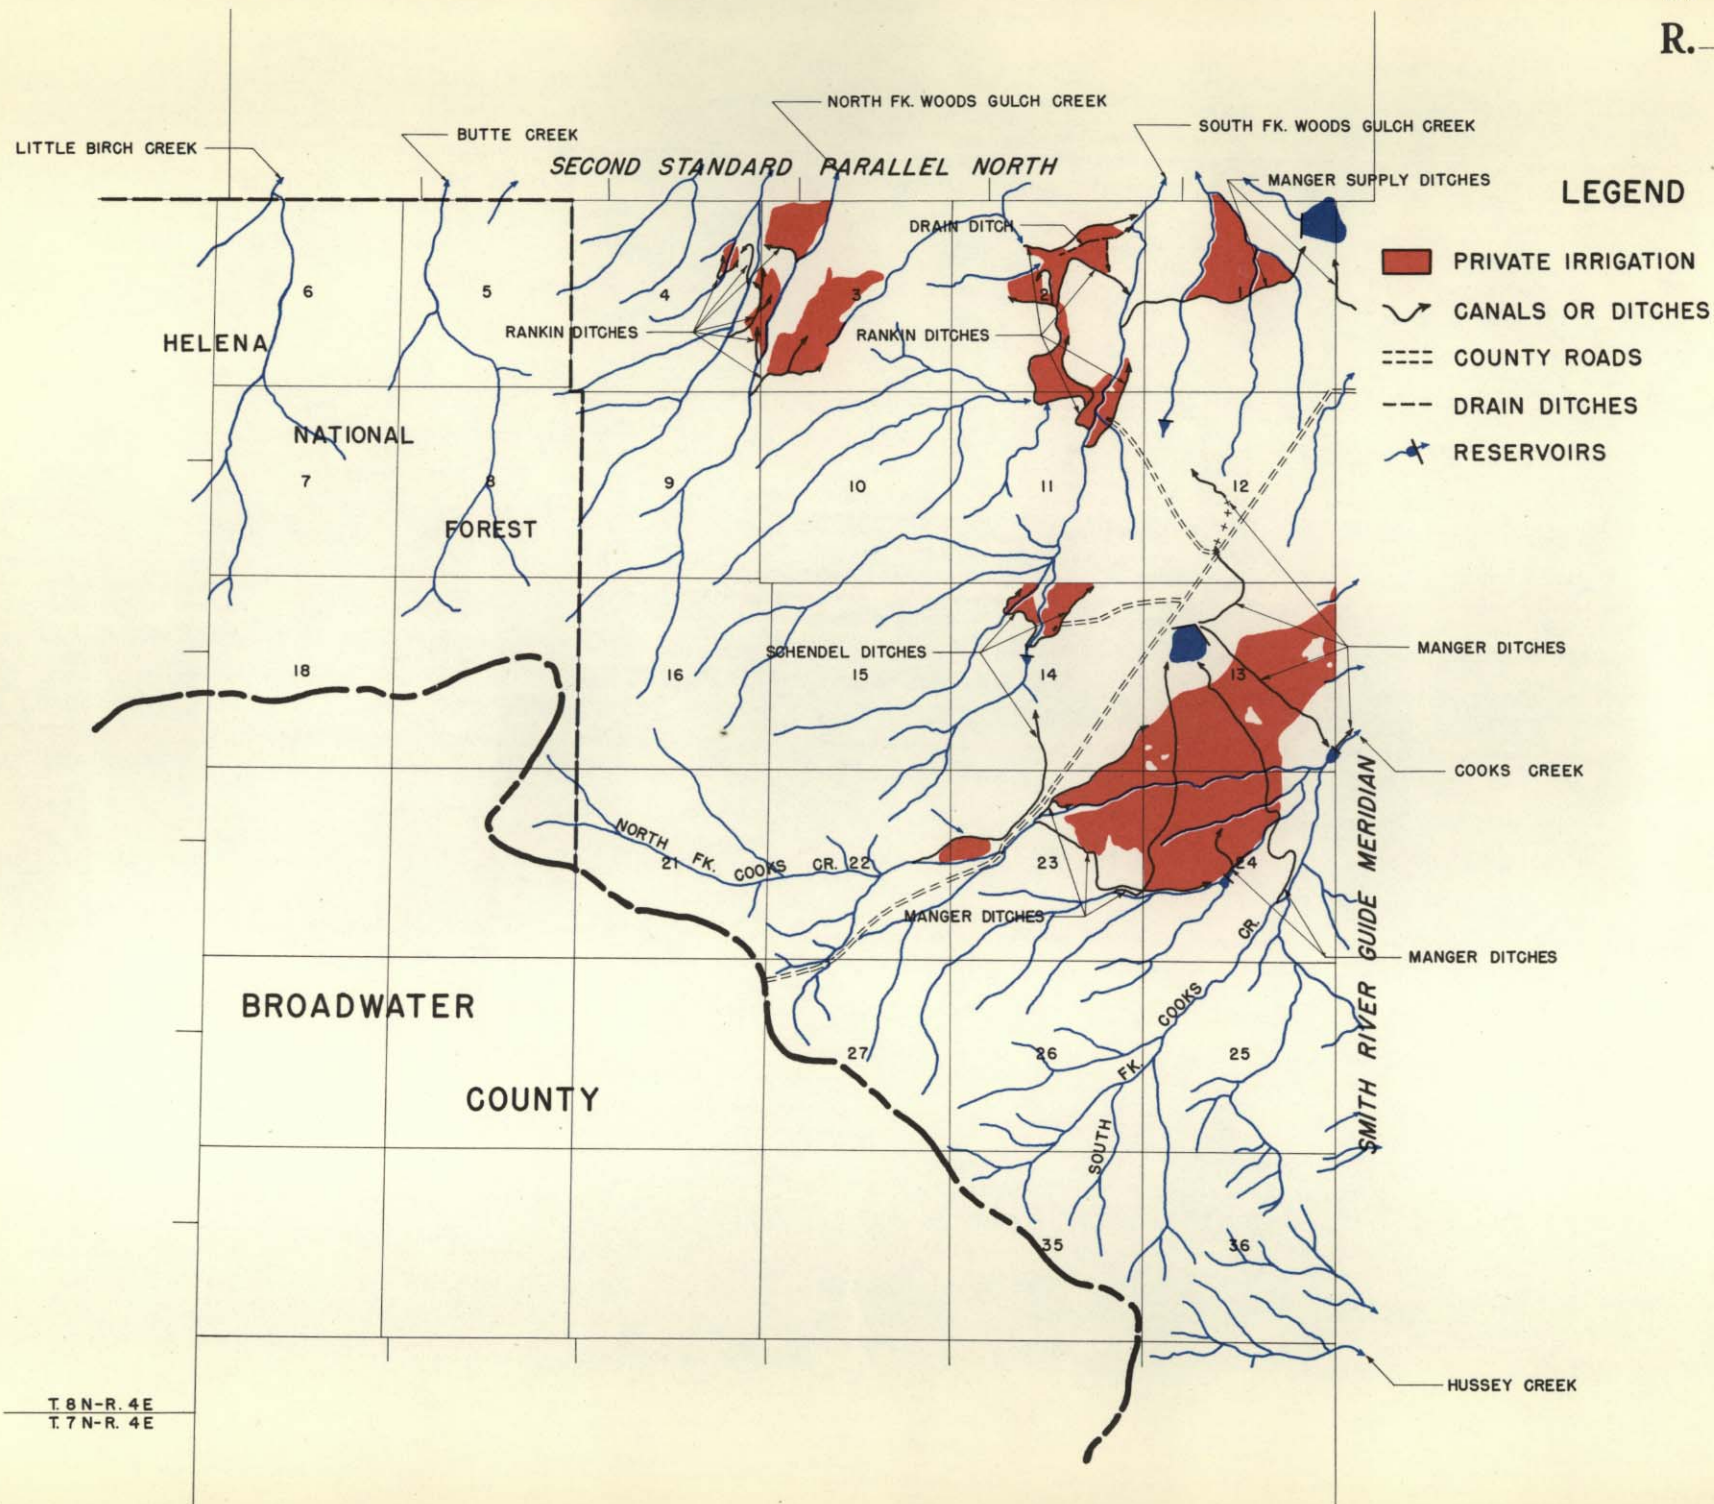 R.
NORTH FK. WOODS GULCH CREEK
SOUTH FK. WOODS GULCH CREEK
BUTTE CREEK
LITTLE BIRCH CREEK
SECOND STANDARD PARALLEL NORTH
MANGER SUPPLY DITCHES
LEGEND
PRIVATE IRRIGATION
CANALS OR DITCHES
COUNTY ROADS
DRAIN DITCHES
RESERVOIRS
DRAIN DITCH
6
5
4
3
2
1
RANKIN DITCHES
RANKIN DITCHES
HELENA
NATIONAL
FOREST
7
8
9
10
11
12
SCHENDEL DITCHES
MANGER DITCHES
18
16
15
14
13
COOKS CREEK
NORTH FK. COOKS CR.
21
22
23
24
MANGER DITCHES
MANGER DITCHES
SMITH RIVER GUIDE MERIDIAN
BROADWATER
COUNTY
SOUTH FK. COOKS CR.
27
26
25
35
36
HUSSEY CREEK
T. 8 N-R. 4 E
T. 7 N-R. 4 E